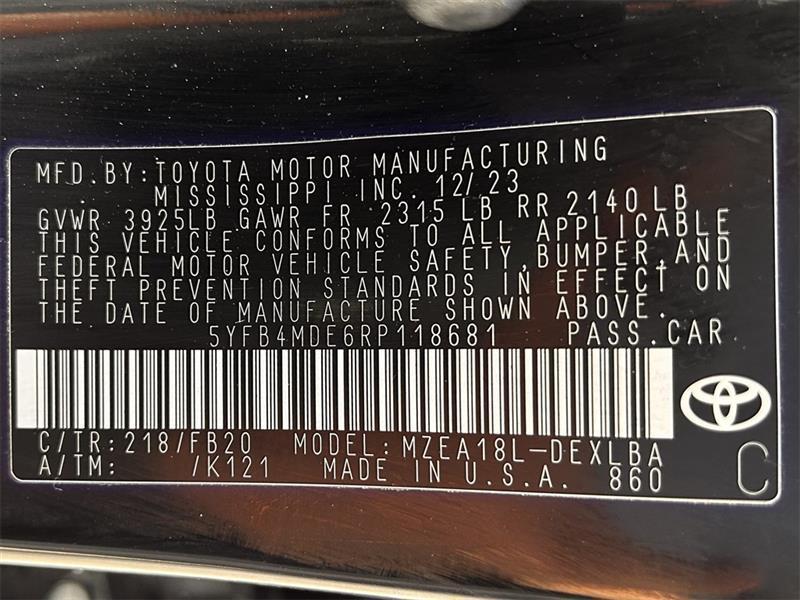 MFD.BY:TOYOTA MOTOR MANUFACTURING
MISSISSIPPI INC. 12/23
GVWR 3925LB GAWR FR 2315 LB RR 2140 LB
THIS VEHICLE CONFORMS TO ALL APPLICABLE
FEDERAL MOTOR VEHICLE SAFETY,BUMPER,AND
THEFT PREVENTION STANDARDS IN EFFECT ON
THE DATE OF MANUFACTURE SHOWN ABOVE.
5YFB4MDE6RP118681 PASS.CAR
C/TR:218/FB20 MODEL:MZEA18L-DEXLBA
A/TM: /K121 MADE IN U.S.A. 860 C